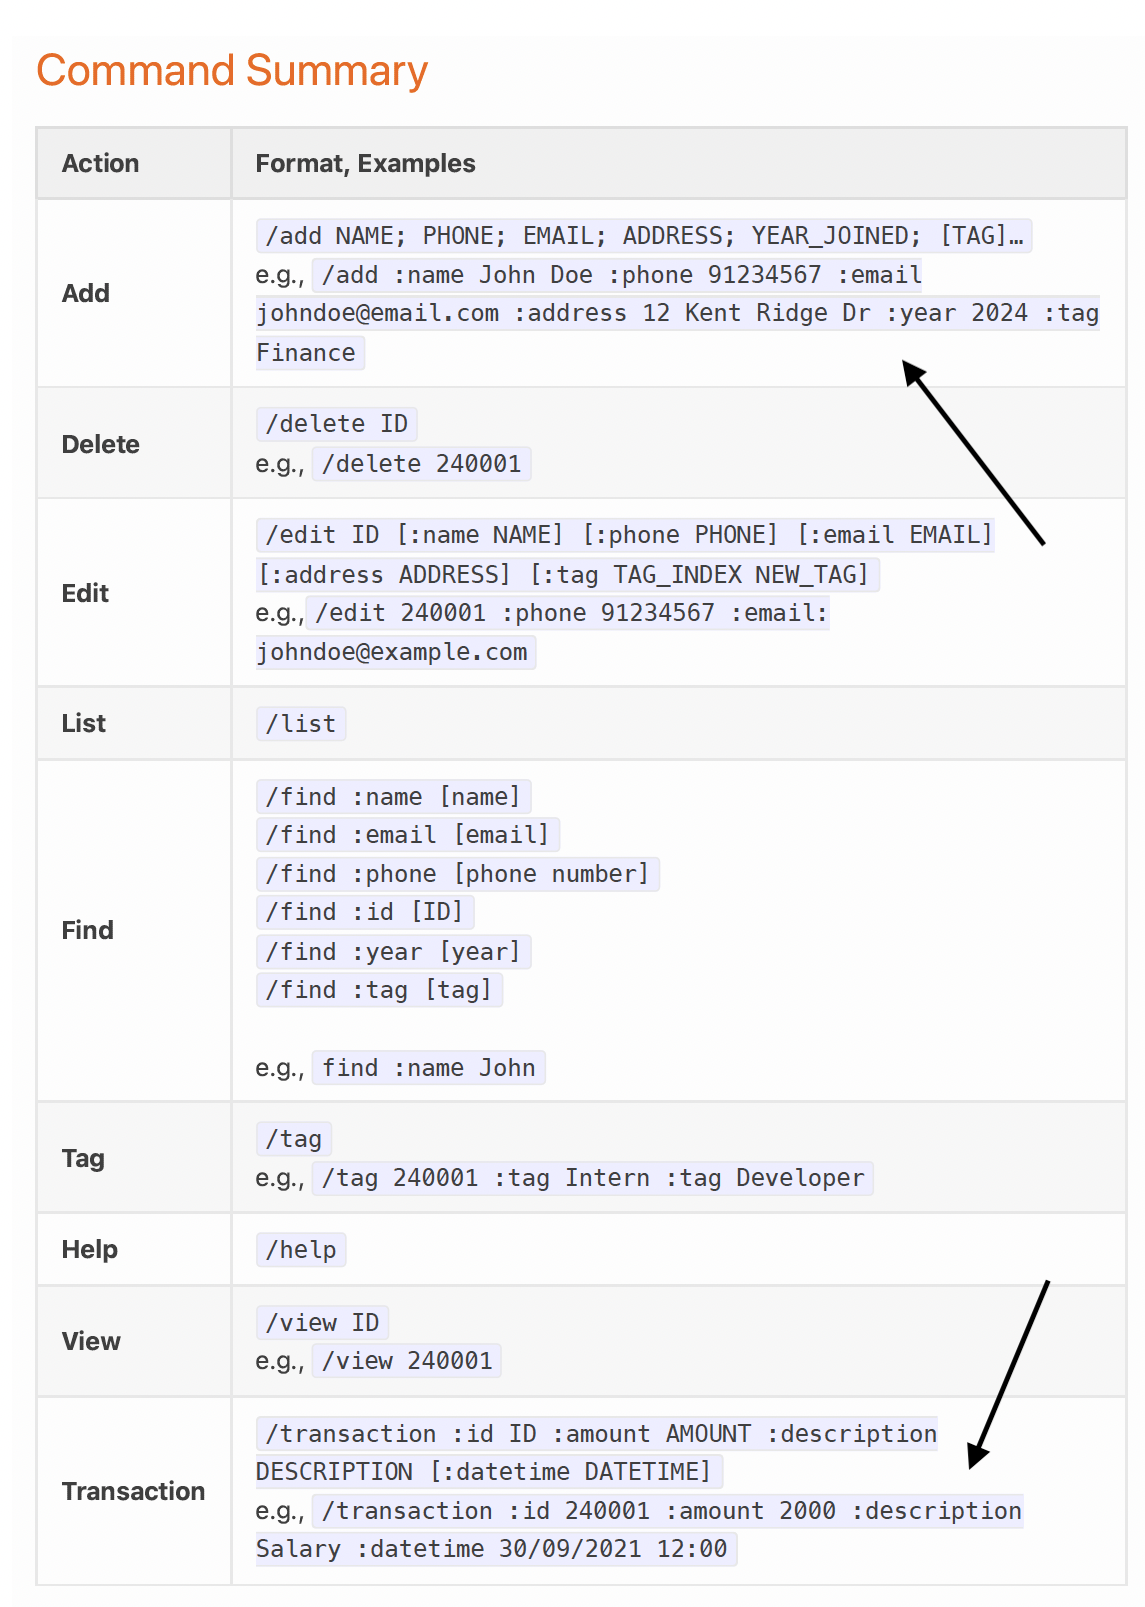 Command Summary
Action
Format, Examples
Add
/add NAME; PHONE; EMAIL; ADDRESS; YEAR_JOINED; [TAG]…
e.g., /add :name John Doe :phone 91234567 :email
johndoe@email.com :address 12 Kent Ridge Dr :year 2024 :tag
Finance
Delete
/delete ID
e.g., /delete 240001
Edit
/edit ID [:name NAME] [:phone PHONE] [:email EMAIL]
[:address ADDRESS] [:tag TAG_INDEX NEW_TAG]
e.g., /edit 240001 :phone 91234567 :email:
johndoe@example.com
List
/list
Find
/find :name [name]
/find :email [email]
/find :phone [phone number]
/find :id [ID]
/find :year [year]
/find :tag [tag]
e.g., find :name John
Tag
/tag
e.g., /tag 240001 :tag Intern :tag Developer
Help
/help
View
/view ID
e.g., /view 240001
Transaction
/transaction :id ID :amount AMOUNT :description
DESCRIPTION [:datetime DATETIME]
e.g., /transaction :id 240001 :amount 2000 :description
Salary :datetime 30/09/2021 12:00